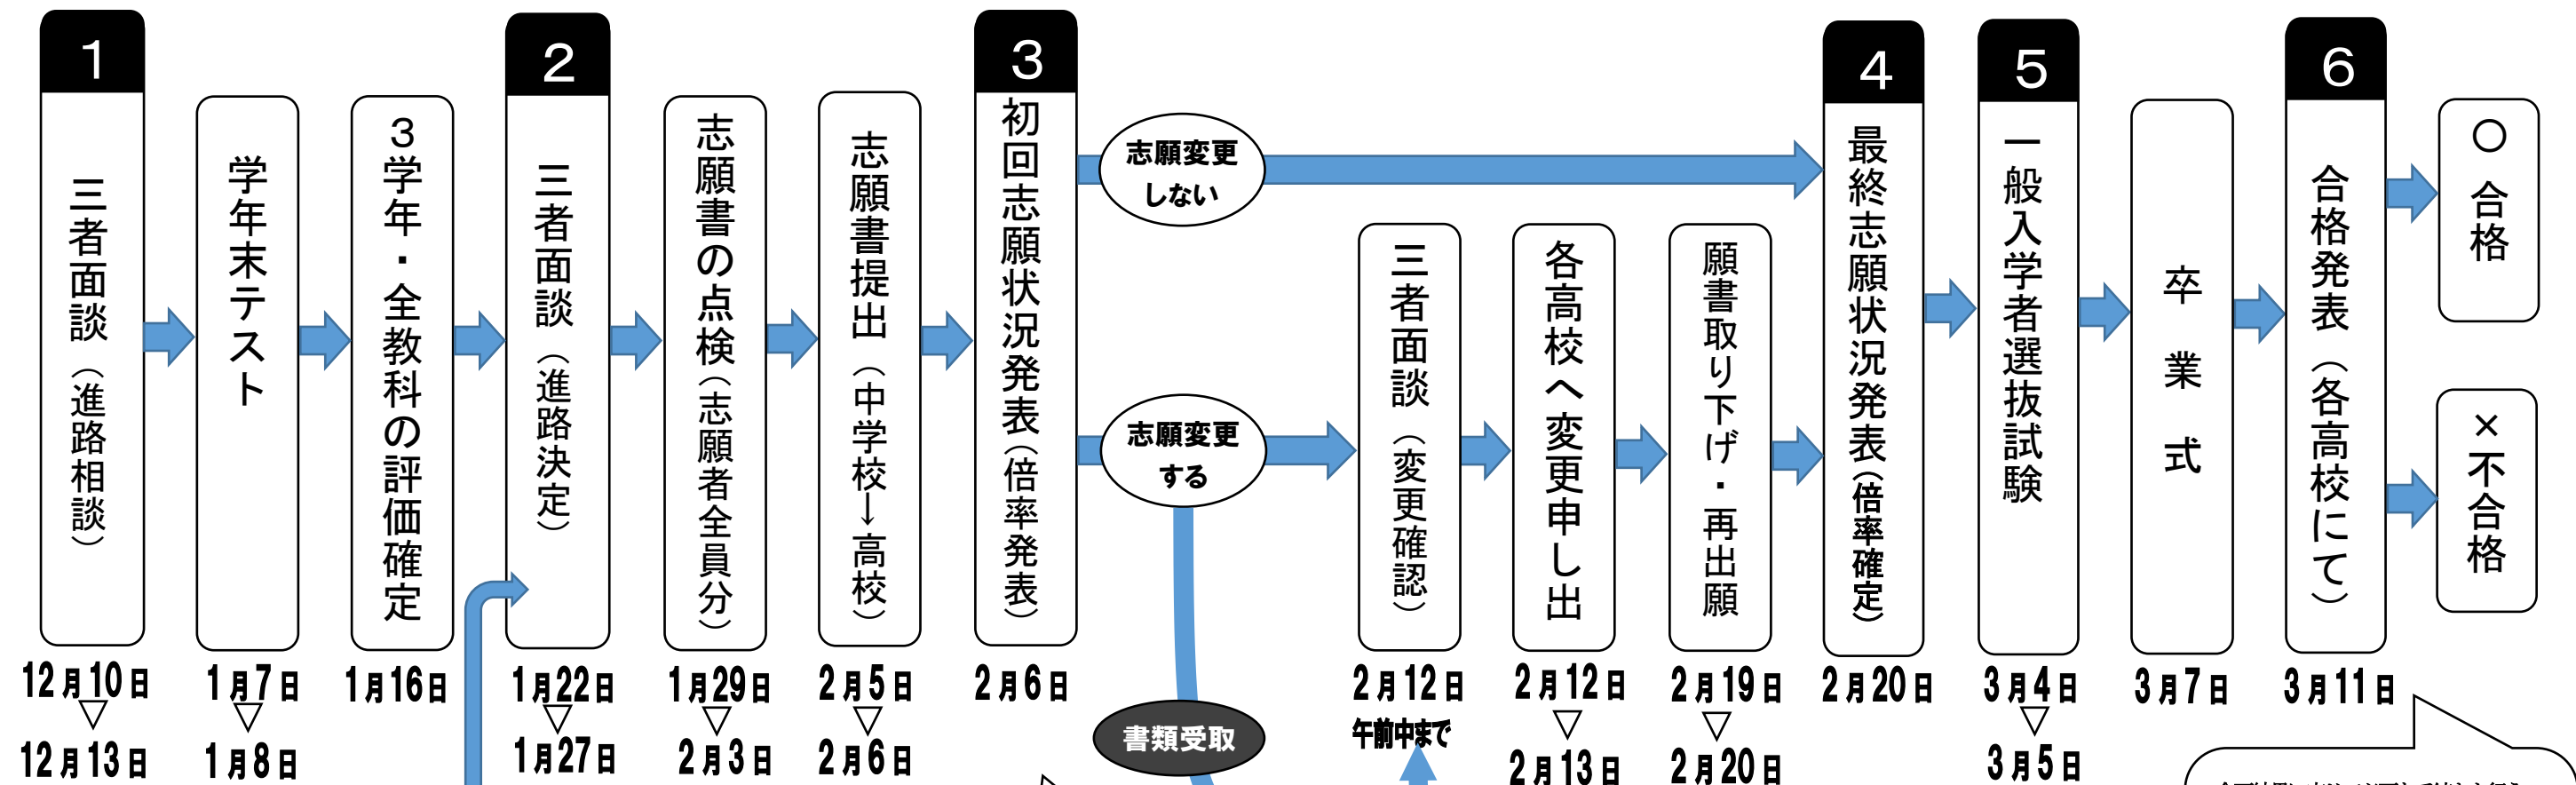 1
三者面談（進路相談）
12月10日
▽
12月13日
学年末テスト
1月7日
▽
1月8日
３学年・全教科の評価確定
1月16日
2
三者面談（進路決定）
1月22日
▽
1月27日
志願書の点検（志願者全員分）
1月29日
▽
2月3日
志願書提出（中学校→高校）
2月5日
▽
2月6日
3
初回志願状況発表（倍率発表）
2月6日
志願変更
しない
志願変更
する
書類受取
三者面談（変更確認）
2月12日
午前中まで
各高校へ変更申し出
2月12日
▽
2月13日
願書取り下げ・再出願
2月19日
▽
2月20日
4
最終志願状況発表（倍率確定）
2月20日
5
一般入学者選抜試験
3月4日
▽
3月5日
卒業式
3月7日
6
合格発表（各高校にて）
3月11日
○合格
×不合格